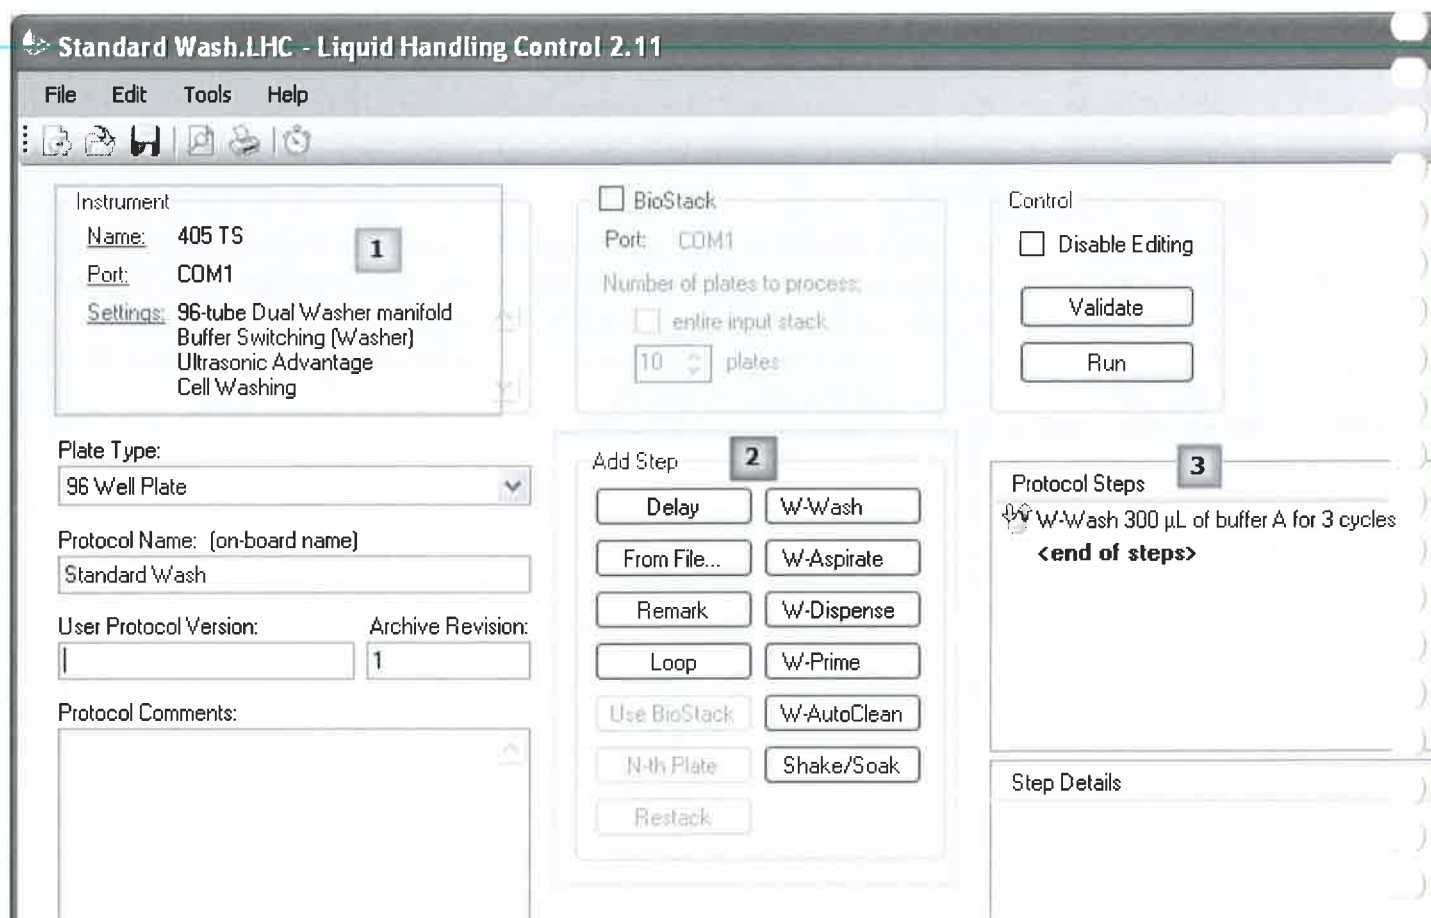 Standard Wash.LHC - Liquid Handling Control 2.11
File Edit Tools Help
Instrument
Name: 405 TS
1
Port: COM1
Settings: 96-tube Dual Washer manifold
Buffer Switching (Washer)
Ultrasonic Advantage
Cell Washing
BioStack
Port: COM1
Number of plates to process:
entire input stack
10 plates
Control
Disable Editing
Validate
Run
Plate Type:
96 Well Plate
Protocol Name: (on-board name)
Standard Wash
User Protocol Version: Archive Revision:
1
Protocol Comments:
Add Step 2
Delay W-Wash
From File... W-Aspirate
Remark W-Dispense
Loop W-Prime
Use BioStack W-AutoClean
N-th Plate Shake/Soak
Restack
3
Protocol Steps
W-Wash 300 µL of buffer A for 3 cycles
<end of steps>
Step Details